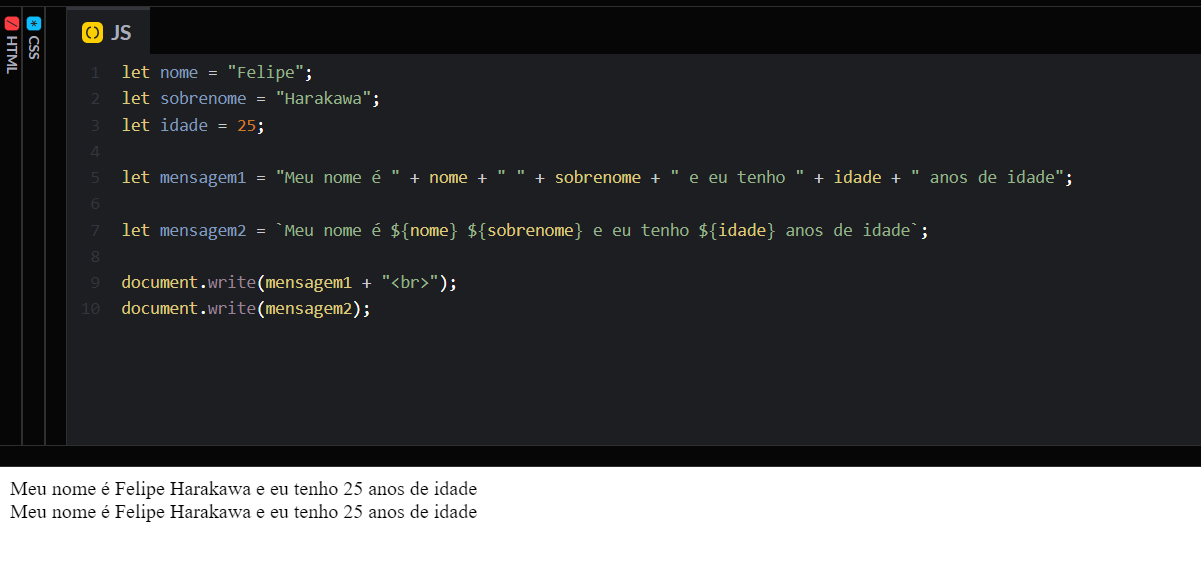 HTML
CSS
JS
1 let nome = "Felipe";
2 let sobrenome = "Harakawa";
3 let idade = 25;
4
5 let mensagem1 = "Meu nome é " + nome + " " + sobrenome + " e eu tenho " + idade + " anos de idade";
6
7 let mensagem2 = `Meu nome é ${nome} ${sobrenome} e eu tenho ${idade} anos de idade`;
8
9 document.write(mensagem1 + "<br>");
10 document.write(mensagem2);
Meu nome é Felipe Harakawa e eu tenho 25 anos de idade
Meu nome é Felipe Harakawa e eu tenho 25 anos de idade